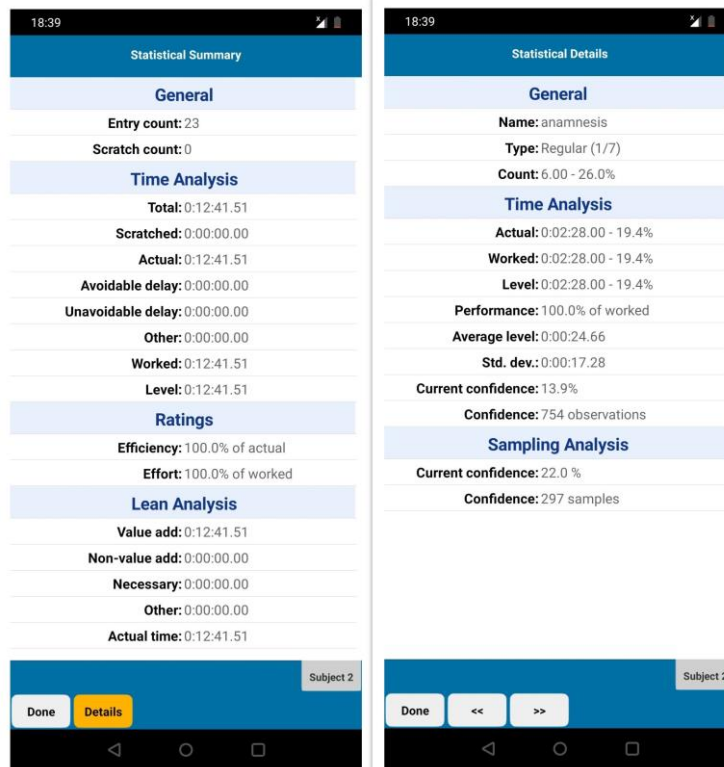 18:39
Statistical Summary
General
Entry count: 23
Scratch count: 0
Time Analysis
Total: 0:12:41.51
Scratched: 0:00:00.00
Actual: 0:12:41.51
Avoidable delay: 0:00:00.00
Unavoidable delay: 0:00:00.00
Other: 0:00:00.00
Worked: 0:12:41.51
Level: 0:12:41.51
Ratings
Efficiency: 100.0% of actual
Effort: 100.0% of worked
Lean Analysis
Value add: 0:12:41.51
Non-value add: 0:00:00.00
Necessary: 0:00:00.00
Other: 0:00:00.00
Actual time: 0:12:41.51
Subject 2
Done Details
18:39
Statistical Details
General
Name: anamnesis
Type: Regular (1/7)
Count: 6.00 - 26.0%
Time Analysis
Actual: 0:02:28.00 - 19.4%
Worked: 0:02:28.00 - 19.4%
Level: 0:02:28.00 - 19.4%
Performance: 100.0% of worked
Average level: 0:00:24.66
Std. dev.: 0:00:17.28
Current confidence: 13.9%
Confidence: 754 observations
Sampling Analysis
Current confidence: 22.0 %
Confidence: 297 samples
Subject 2
Done << >>